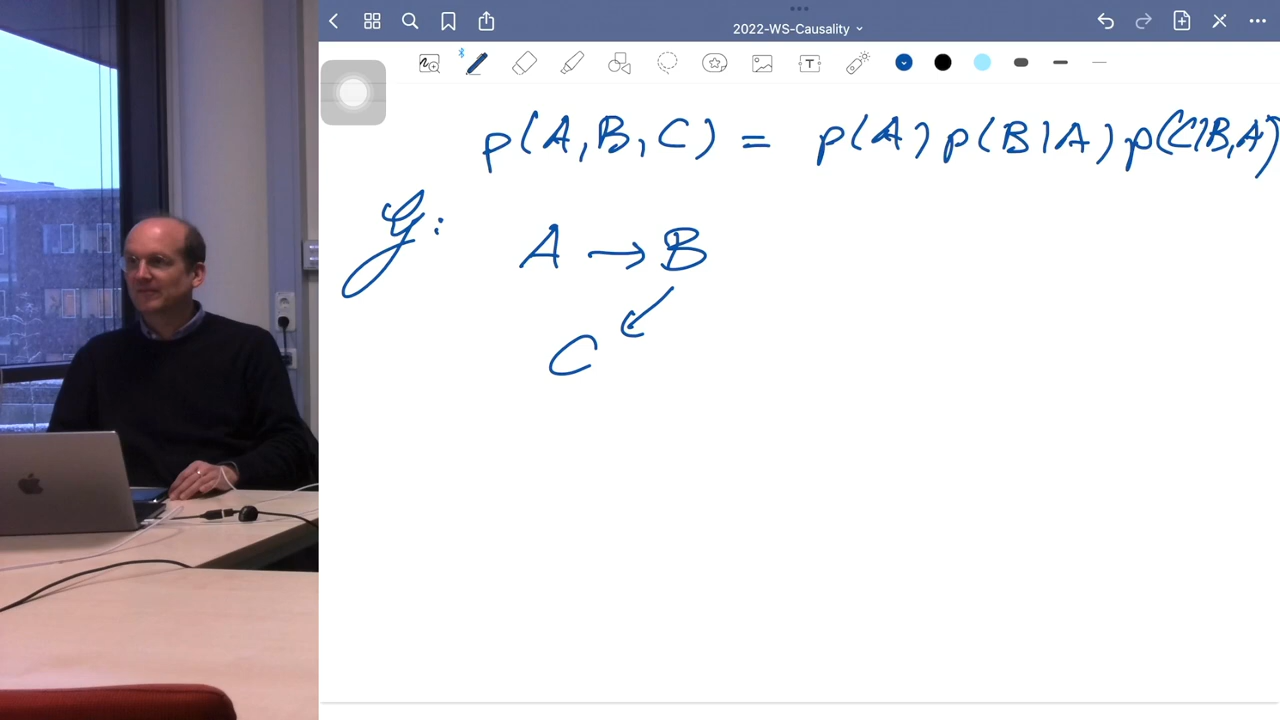 2022-WS-Causality
T
p(A,B,C) = p(A) p(B|A) p(C|B,A)
G: A → B
C